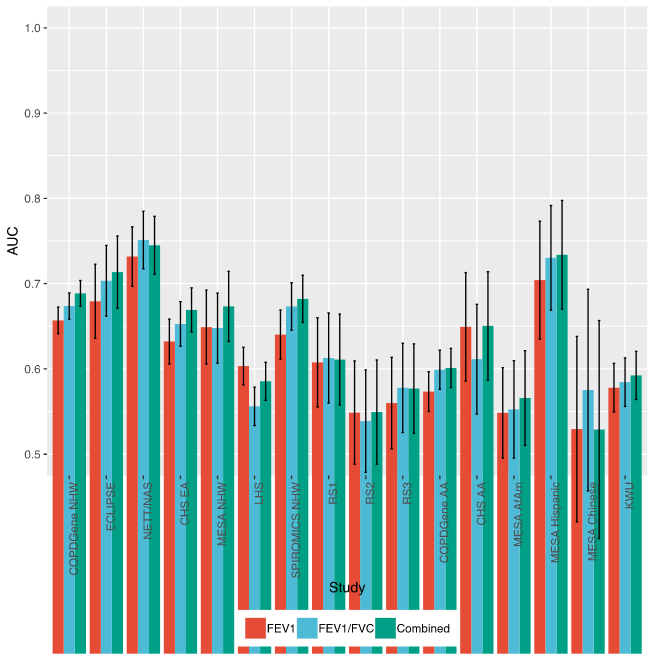 1.0
0.9
0.8
0.7
0.6
0.5
AUC
COPDGene NHW
ECLIPSE
NETT/NAS
CHS EA
MESA NHW
LHS
SPIROMICS NHW
RS1
RS2
RS3
COPDGene AA
CHS AA
MESA AfAm
MESA Hispanic
MESA Chinese
KWU
Study
FEV1 FEV1/FVC Combined